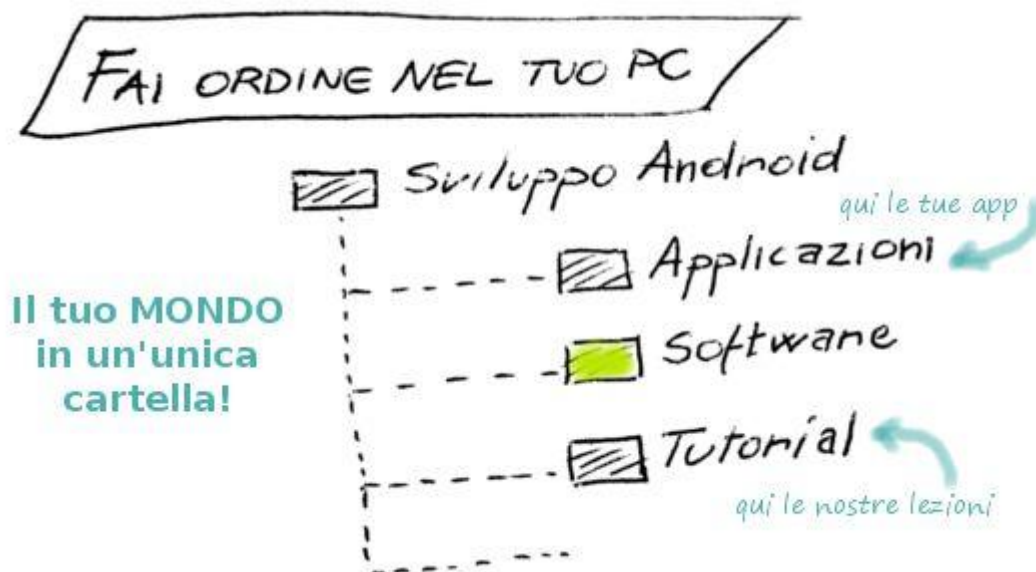 FAI ORDINE NEL TUO PC
Sviluppo Android
qui le tue app
Applicazioni
Il tuo MONDO
in un'unica
cartella!
Software
Tutorial
qui le nostre lezioni